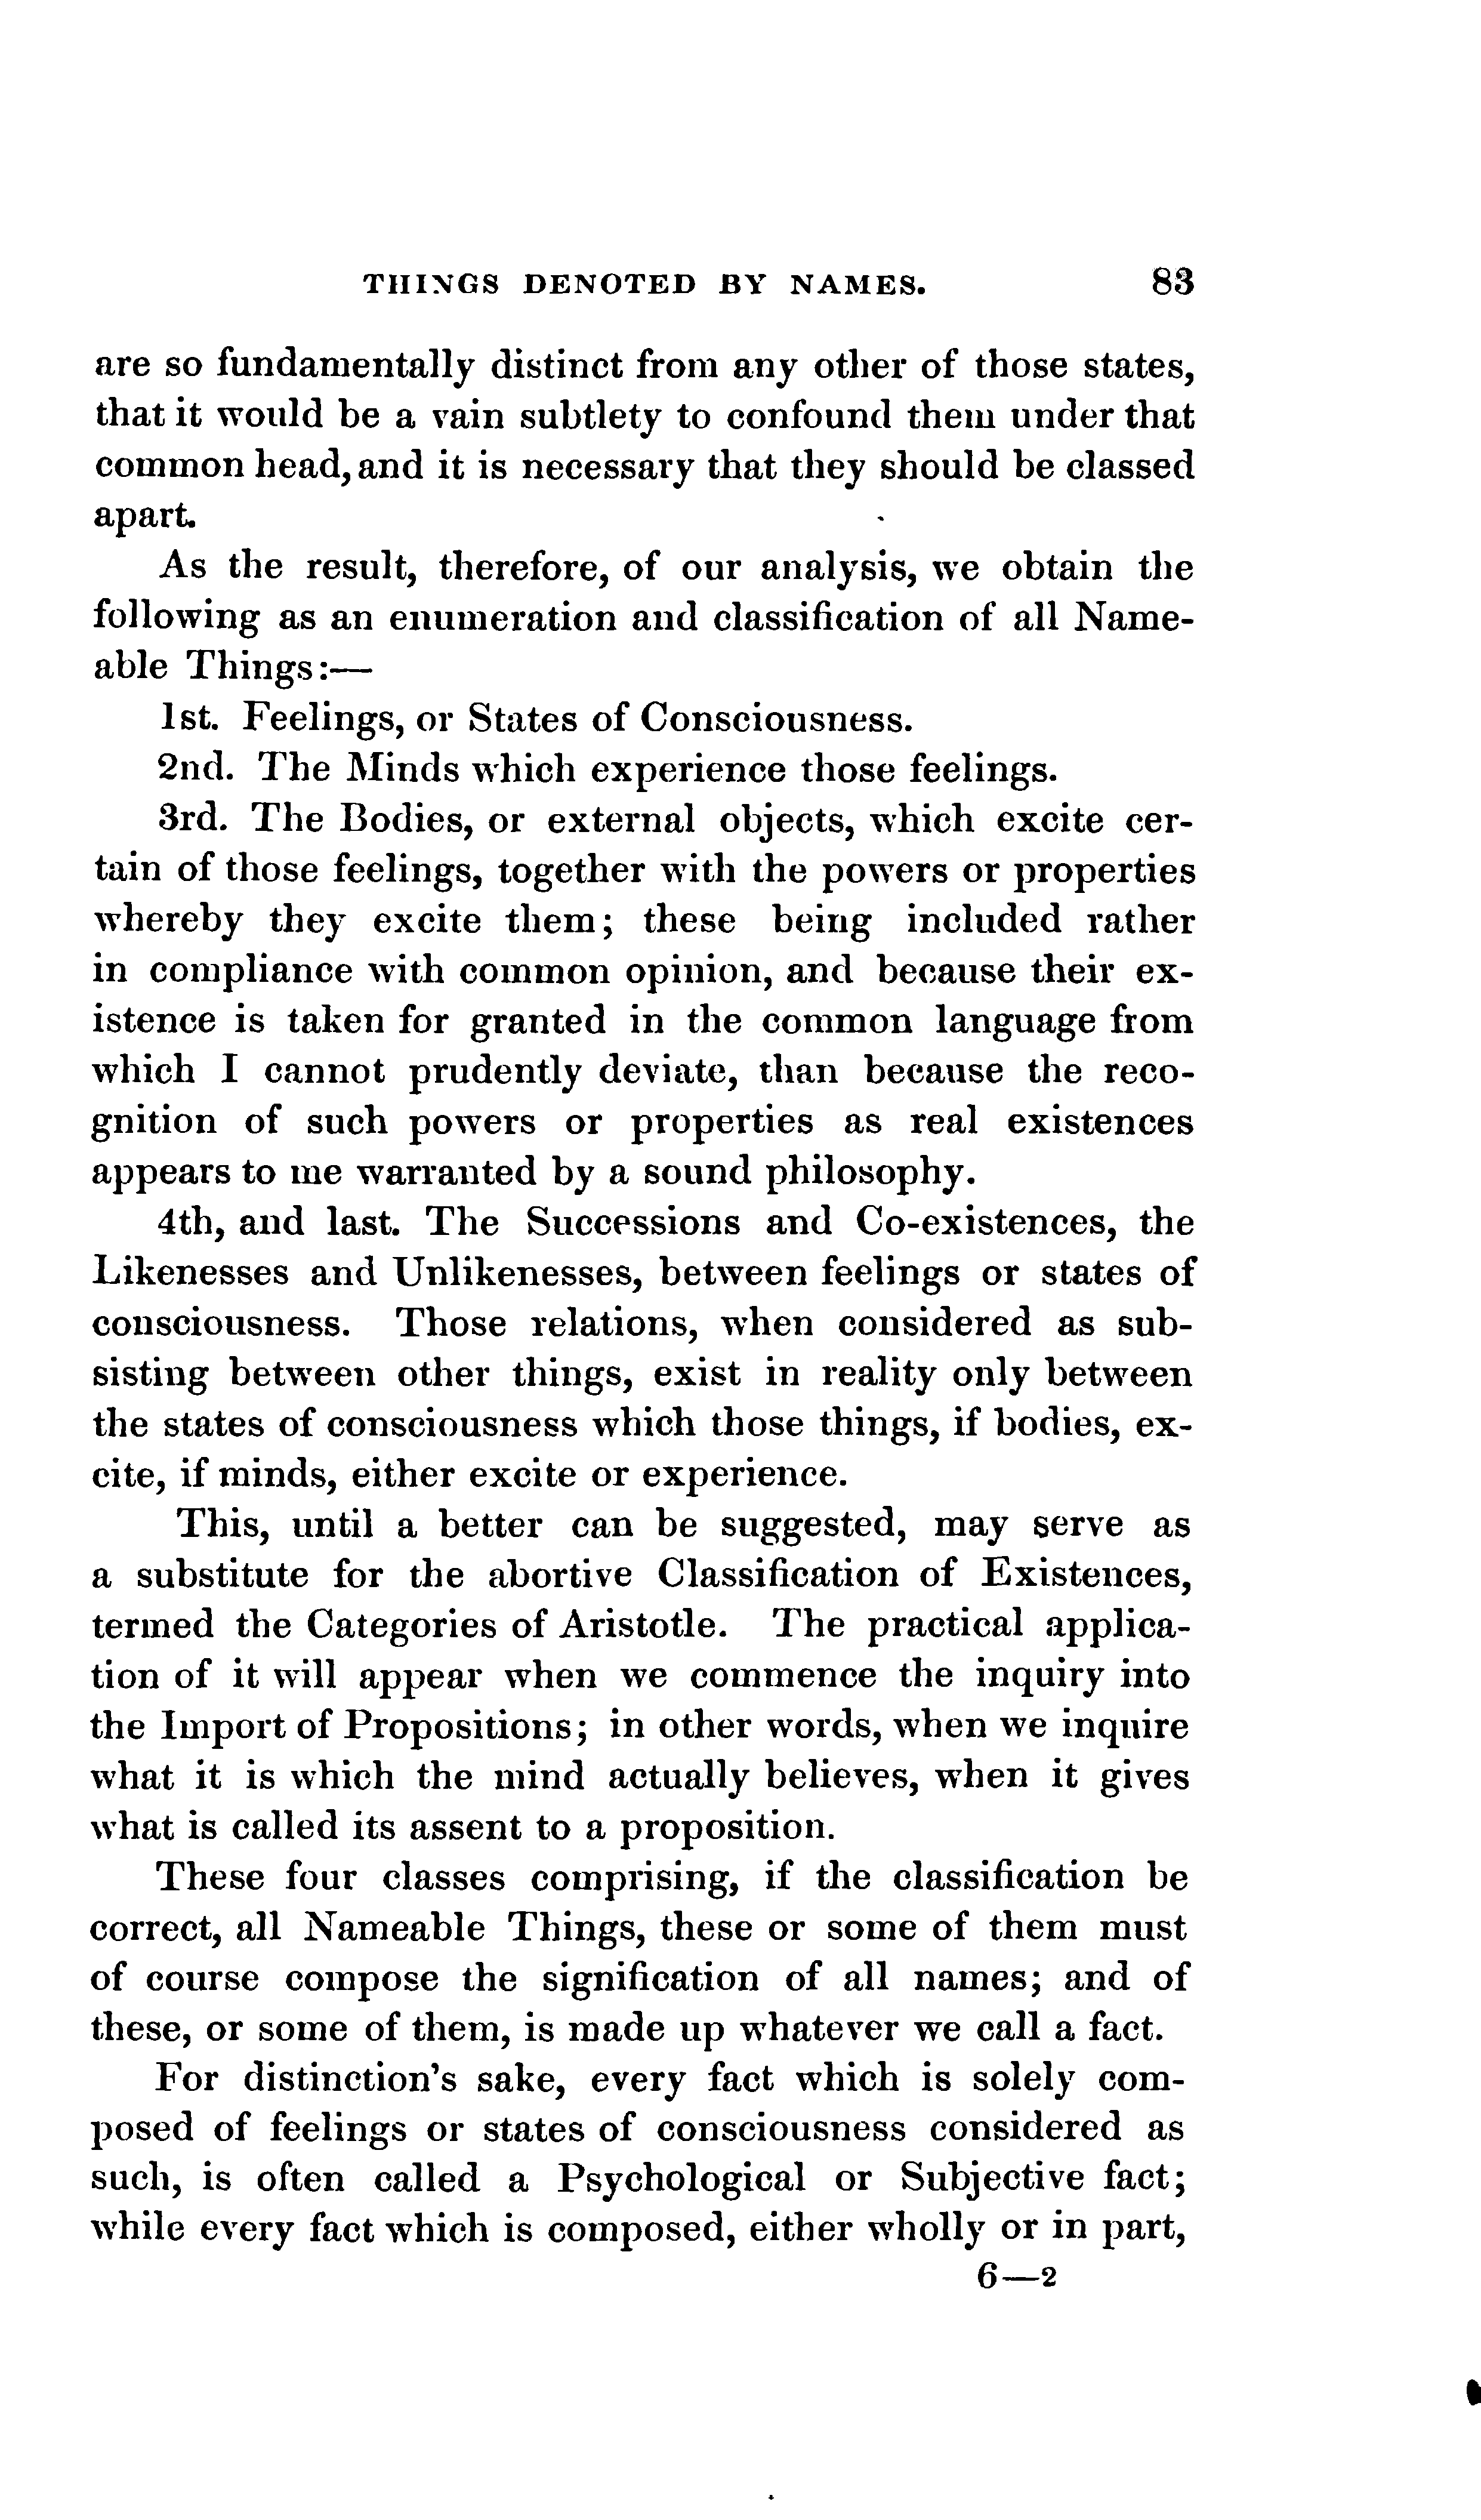 THINGS DENOTED BY NAMES. 83
are so fundamentally distinct from any other of those states,
that it would be a vain subtlety to confound them under that
common head, and it is necessary that they should be classed
apart.
As the result, therefore, of our analysis, we obtain the
following as an enumeration and classification of all Name-
able Things:—
1st. Feelings, or States of Consciousness.
2nd. The Minds which experience those feelings.
3rd. The Bodies, or external objects, which excite cer-
tain of those feelings, together with the powers or properties
whereby they excite them; these being included rather
in compliance with common opinion, and because their ex-
istence is taken for granted in the common language from
which I cannot prudently deviate, than because the reco-
gnition of such powers or properties as real existences
appears to me warranted by a sound philosophy.
4th, and last. The Successions and Co-existences, the
Likenesses and Unlikenesses, between feelings or states of
consciousness. Those relations, when considered as sub-
sisting between other things, exist in reality only between
the states of consciousness which those things, if bodies, ex-
cite, if minds, either excite or experience.
This, until a better can be suggested, may serve as
a substitute for the abortive Classification of Existences,
termed the Categories of Aristotle. The practical applica-
tion of it will appear when we commence the inquiry into
the Import of Propositions; in other words, when we inquire
what it is which the mind actually believes, when it gives
what is called its assent to a proposition.
These four classes comprising, if the classification be
correct, all Nameable Things, these or some of them must
of course compose the signification of all names; and of
these, or some of them, is made up whatever we call a fact.
For distinction's sake, every fact which is solely com-
posed of feelings or states of consciousness considered as
such, is often called a Psychological or Subjective fact;
while every fact which is composed, either wholly or in part,
6—2